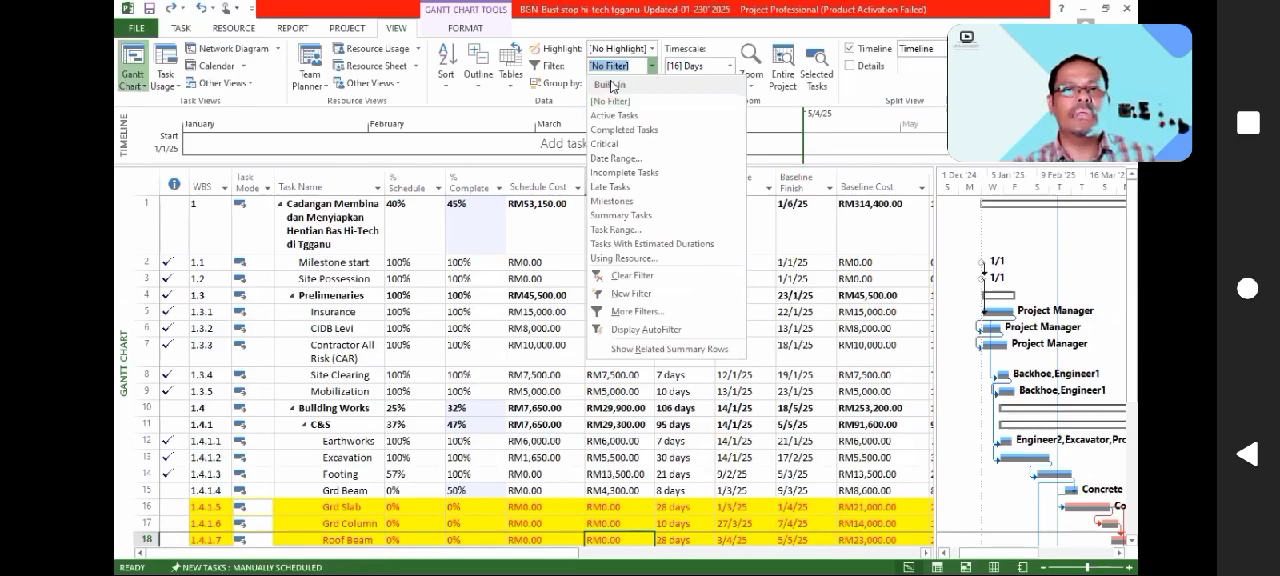 GANTT CHART TOOLS
BGN-Bust stop hi-tech.tgganu-Updated-01-230\2025 - Project Professional (Product Activation Failed)
FILE TASK RESOURCE REPORT PROJECT VIEW FORMAT
Gantt Chart
Task Usage
Network Diagram
Calendar
Other Views
Task Views
Team Planner
Resource Usage
Resource Sheet
Other Views
Resource Views
Sort
Outline
Tables
Highlight: [No Highlight]
Filter: [No Filter]
Group by:
Data
Timescale:
[16] Days
Zoom
Entire Project
Selected Tasks
Timeline Timeline
Details
Split View
[No Filter]
Active Tasks
Completed Tasks
Critical
Date Range...
Incomplete Tasks
Late Tasks
Milestones
Summary Tasks
Task Range...
Tasks With Estimated Durations
Using Resource...
Clear Filter
New Filter
More Filters...
Display AutoFilter
Show Related Summary Rows
TIMELINE
Start
1/1/25
January February March May
5/4/25
GANTT CHART
WBS Task Mode Task Name % Schedule % Complete Schedule Cost Baseline Finish Baseline Cost
1 Dec '24 5 Jan '25 9 Feb '25 16 Mar '2
S M W F S T T S
1 1 Cadangan Membina dan Menyiapkan Hentian Bas Hi-Tech di Tgganu 40% 45% RM53,150.00 1/6/25 RM314,400.00
2 1.1 Milestone start 100% 100% RM0.00 1/1/25 RM0.00 1/1
3 1.2 Site Possession 100% 100% RM0.00 1/1/25 RM0.00 1/1
4 1.3 Prelimenaries 100% 100% RM45,500.00 23/1/25 RM45,500.00
5 1.3.1 Insurance 100% 100% RM15,000.00 RM15,000.00 Project Manager
6 1.3.2 CIDB Levi 100% 100% RM8,000.00 RM8,000.00 Project Manager
7 1.3.3 Contractor All Risk (CAR) 100% 100% RM10,000.00 18/1/25 RM10,000.00 Project Manager
8 1.3.4 Site Clearing 100% 100% RM7,500.00 RM7,500.00 7 days 12/1/25 19/1/25 RM7,500.00 Backhoe,Engineer1
9 1.3.5 Mobilization 100% 100% RM5,000.00 RM5,000.00 10 days 13/1/25 23/1/25 RM5,000.00 Backhoe,Engineer1
10 1.4 Building Works 25% 32% RM7,650.00 RM29,900.00 106 days 14/1/25 18/5/25 RM253,200.00
11 1.4.1 C&S 37% 47% RM7,650.00 RM29,300.00 95 days 14/1/25 5/5/25 RM91,600.00
12 1.4.1.1 Earthworks 100% 100% RM6,000.00 RM6,000.00 7 days 14/1/25 21/1/25 RM6,000.00 Engineer2,Excavator,Pro
13 1.4.1.2 Excavation 100% 100% RM1,650.00 RM5,500.00 30 days 14/1/25 17/2/25 RM5,500.00
14 1.4.1.3 Footing 57% 100% RM0.00 RM13,500.00 21 days 9/2/25 5/3/25 RM13,500.00
15 1.4.1.4 Grd Beam 0% 50% RM0.00 RM4,300.00 8 days RM8,600.00 Concrete
16 1.4.1.5 Grd Slab 0% 0% RM0.00 RM0.00 28 days 1/3/25 1/4/25 RM21,000.00 Co
17 1.4.1.6 Grd Column 0% 0% RM0.00 RM0.00 10 days 27/3/25 7/4/25 RM14,000.00
18 1.4.1.7 Roof Beam 0% 0% RM0.00 RM0.00 28 days 3/4/25 5/5/25 RM23,000.00
READY NEW TASKS : MANUALLY SCHEDULED